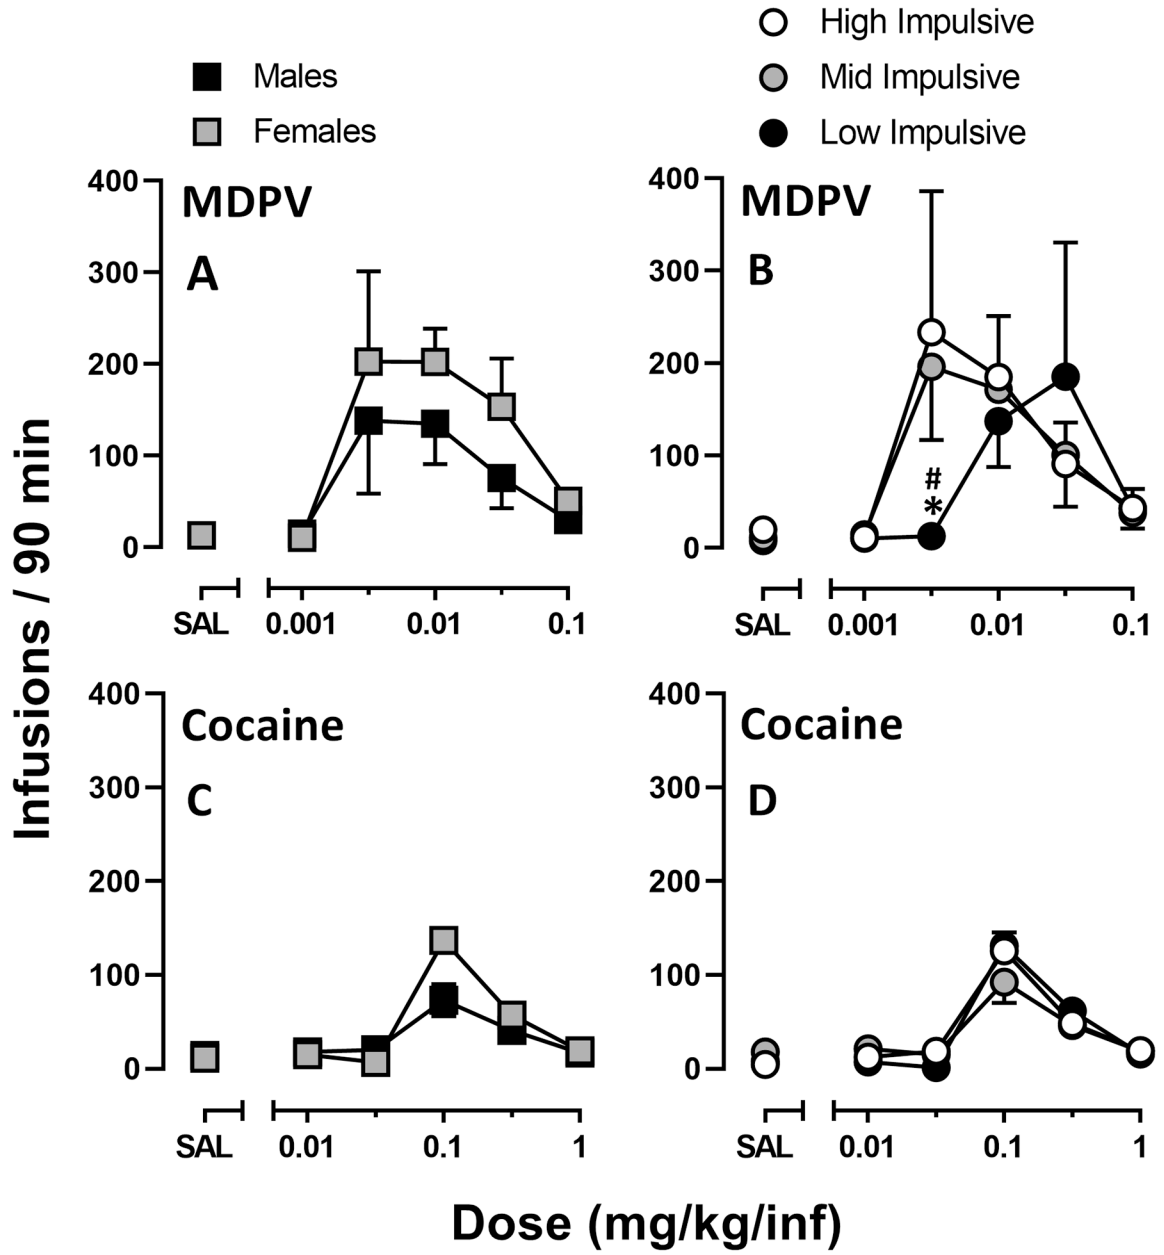 Males
Females
High Impulsive
Mid Impulsive
Low Impulsive
Infusions / 90 min
400
300
200
100
0
MDPV
A
SAL
0.001
0.01
0.1
400
300
200
100
0
MDPV
B
#
*
SAL
0.001
0.01
0.1
400
300
200
100
0
Cocaine
C
SAL
0.01
0.1
1
400
300
200
100
0
Cocaine
D
SAL
0.01
0.1
1
Dose (mg/kg/inf)